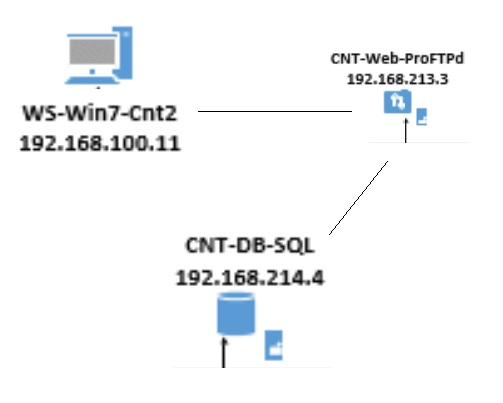 CNT-Web-ProFTPd
192.168.213.3
WS-Win7-Cnt2
192.168.100.11
CNT-DB-SQL
192.168.214.4